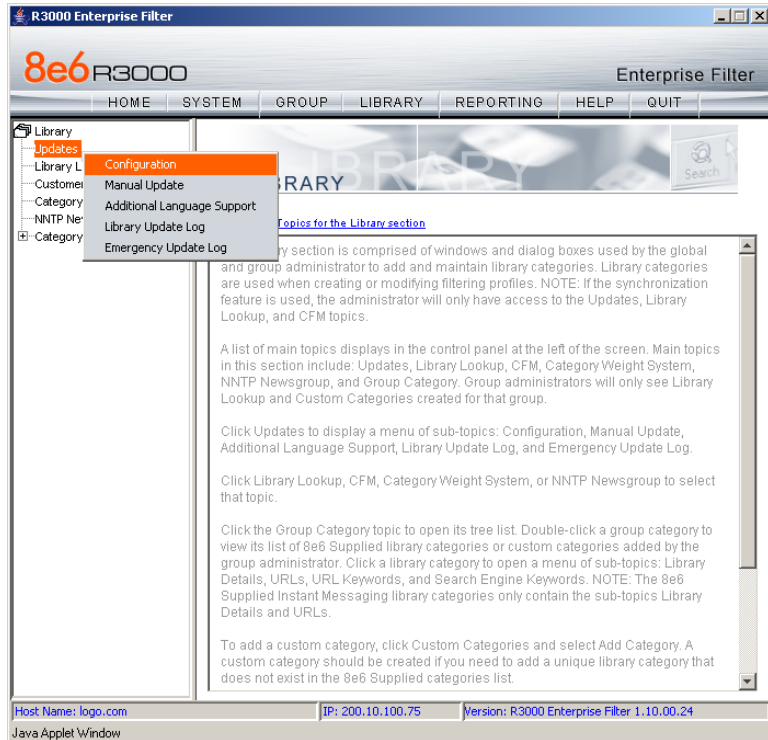 R3000 Enterprise Filter
8e6 R3000
Enterprise Filter
HOME SYSTEM GROUP LIBRARY REPORTING HELP QUIT
Library
Updates
Library L
Custome
Category
NNTP Ne
Category
Configuration
Manual Update
Additional Language Support
Library Update Log
Emergency Update Log
BRARY
RARY
Search
Topics for the Library section
ry section is comprised of windows and dialog boxes used by the global
and group administrator to add and maintain library categories. Library categories
are used when creating or modifying filtering profiles. NOTE: If the synchronization
feature is used, the administrator will only have access to the Updates, Library
Lookup, and CFM topics.
A list of main topics displays in the control panel at the left of the screen. Main topics
in this section include: Updates, Library Lookup, CFM, Category Weight System,
NNTP Newsgroup, and Group Category. Group administrators will only see Library
Lookup and Custom Categories created for that group.
Click Updates to display a menu of sub-topics: Configuration, Manual Update,
Additional Language Support, Library Update Log, and Emergency Update Log.
Click Library Lookup, CFM, Category Weight System, or NNTP Newsgroup to select
that topic.
Click the Group Category topic to open its tree list. Double-click a group category to
view its list of 8e6 Supplied library categories or custom categories added by the
group administrator. Click a library category to open a menu of sub-topics: Library
Details, URLs, URL Keywords, and Search Engine Keywords. NOTE: The 8e6
Supplied Instant Messaging library categories only contain the sub-topics Library
Details and URLs.
To add a custom category, click Custom Categories and select Add Category. A
custom category should be created if you need to add a unique library category that
does not exist in the 8e6 Supplied categories list.
Host Name: logo.com IP: 200.10.100.75 Version: R3000 Enterprise Filter 1.10.00.24
Java Applet Window